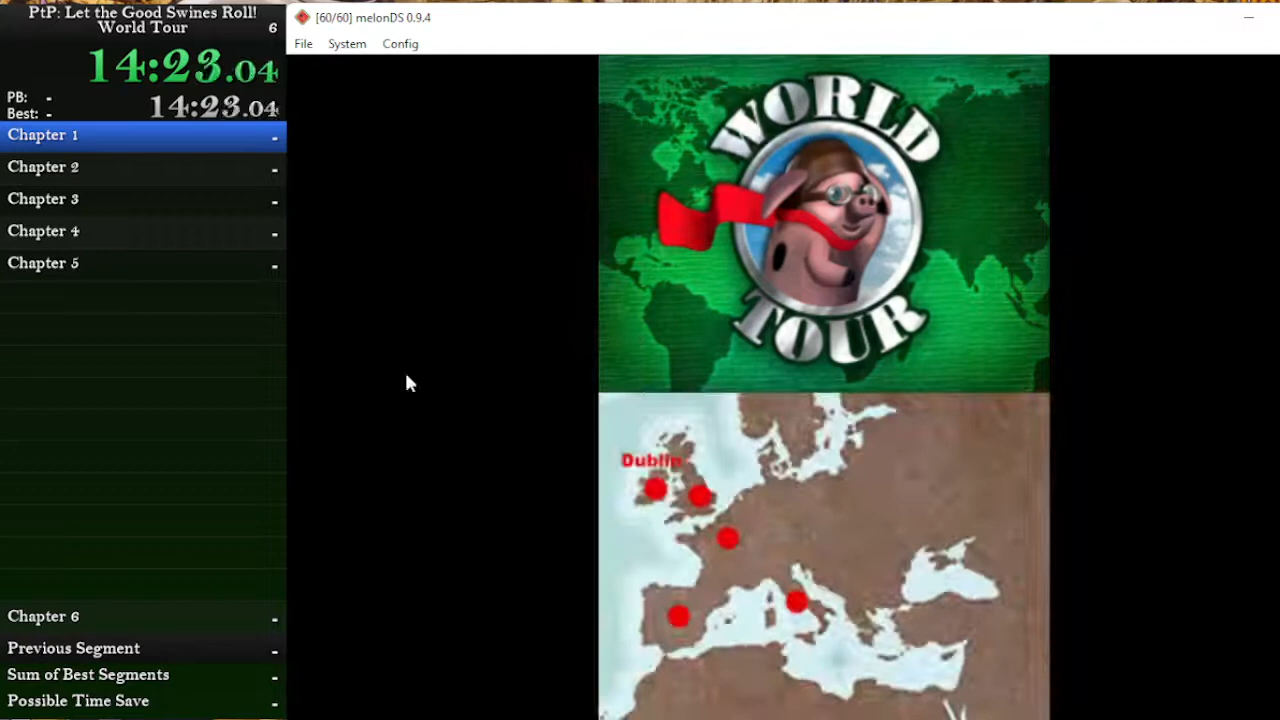 PtP: Let the Good Swines Roll!
World Tour 6
14:23.04
PB: -
14:23.04
Best: -
Chapter 1 -
Chapter 2 -
Chapter 3 -
Chapter 4 -
Chapter 5 -
Chapter 6 -
Previous Segment -
Sum of Best Segments -
Possible Time Save -
[60/60] melonDS 0.9.4
File System Config
WORLD
TOUR
Dublin